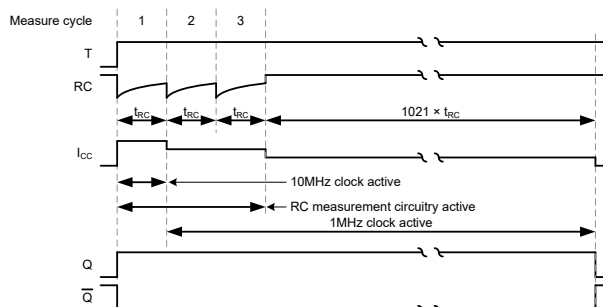 Measure cycle 1 2 3
T
RC
tRC tRC tRC 1021 × tRC
ICC
10MHz clock active
RC measurement circuitry active
1MHz clock active
Q
Q̅